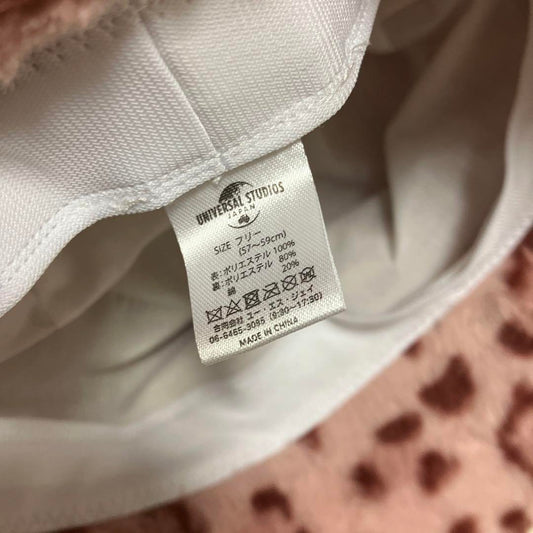 UNIVERSAL STUDIOS
JAPAN
SIZE フリー
(57~59cm)
表:ポリエステル 100%
裏:ポリエステル 80%
綿 20%
合同会社 ユー・エス・ジェイ
06-6465-3095 (9:30~17:30)
MADE IN CHINA